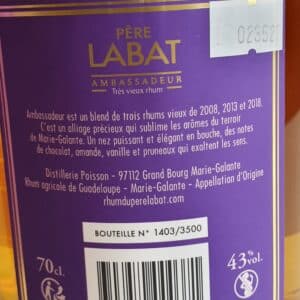 PÈRE
LABAT
AMBASSADEUR
Très vieux rhum
02352
Ambassadeur est un blend de trois rhums vieux de 2008, 2013 et 2018.
C'est un alliage précieux qui sublime les arômes du terroir
de Marie-Galante. Un nez puissant et élégant en bouche, des notes
de chocolat, amande, vanille et pruneaux qui exaltent les sens.
Distillerie Poisson - 97112 Grand Bourg Marie-Galante
Rhum agricole de Guadeloupe - Marie-Galante - Appellation d'Origine
rhumduperelabat.com
BOUTEILLE N° 1403/3500
70cl.
43%vol.